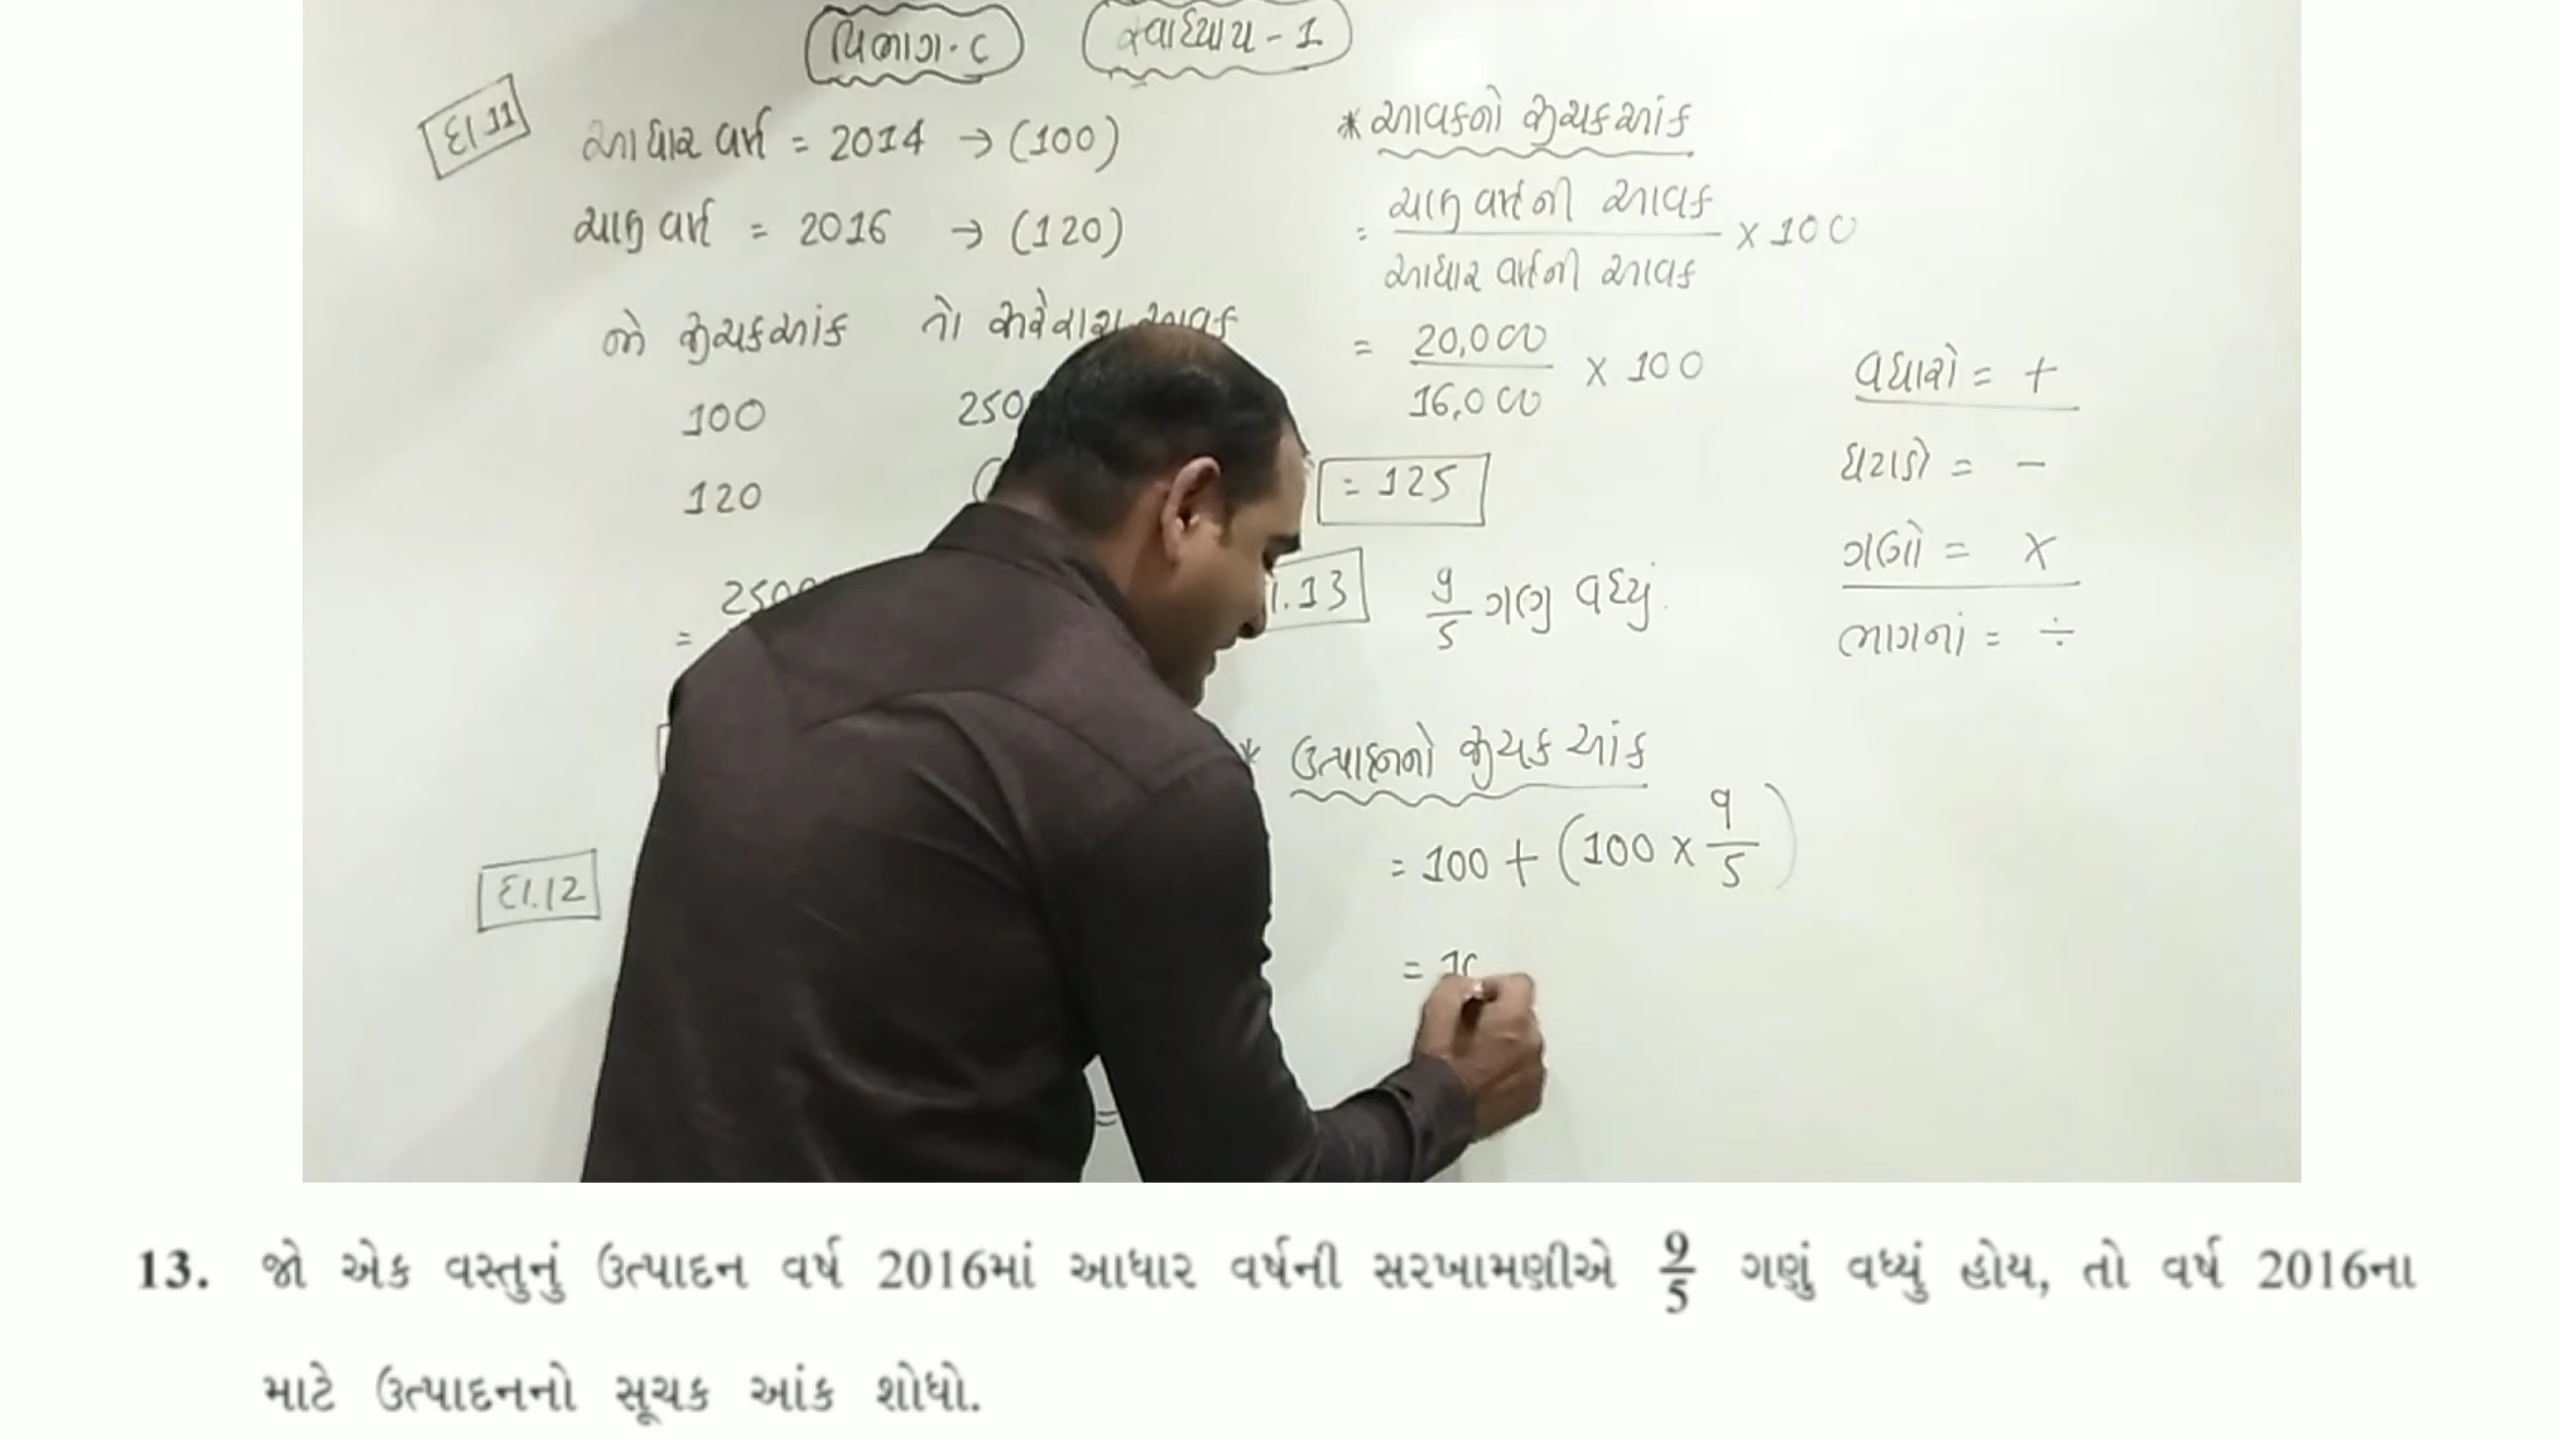 વિભાગ-C
સ્વાધ્યાય - 1
દા.11
આધાર વર્ષ = 2014 → (100)
ચાલુ વર્ષ = 2016 → (120)
જો સૂચકઆંક તો સરેરાશ આવક
100 250
120 (
250
=
દા.12
=
* આવકનો સૂચકઆંક
= ચાલુ વર્ષની આવક / આધાર વર્ષની આવક × 100
= 20,000 / 16,000 × 100
= 125
.13 9/5 ગણુ વધ્યું.
* ઉત્પાદનનો સૂચક આંક
= 100 + (100 × 9/5)
= 10
વધારો = +
ઘટાડો = -
ગણો = ×
ભાગનાં = ÷
13. જો એક વસ્તુનું ઉત્પાદન વર્ષ 2016માં આધાર વર્ષની સરખામણીએ 9/5 ગણું વધ્યું હોય, તો વર્ષ 2016ના
માટે ઉત્પાદનનો સૂચક આંક શોધો.